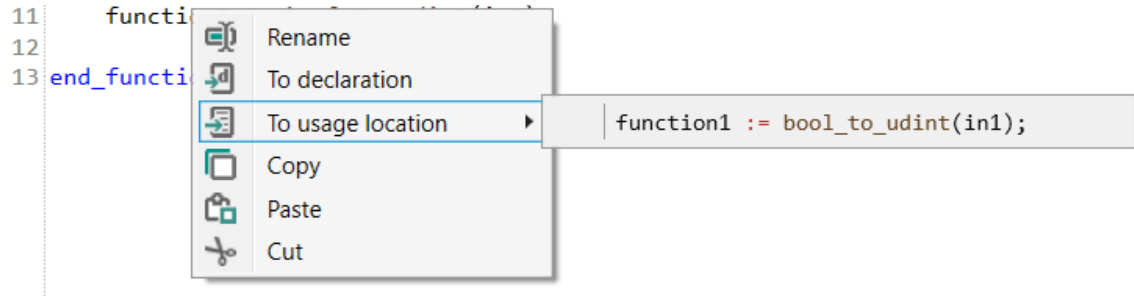 11 functi
12
Rename
13 end_functi
To declaration
To usage location
function1 := bool_to_udint(in1);
Copy
Paste
Cut